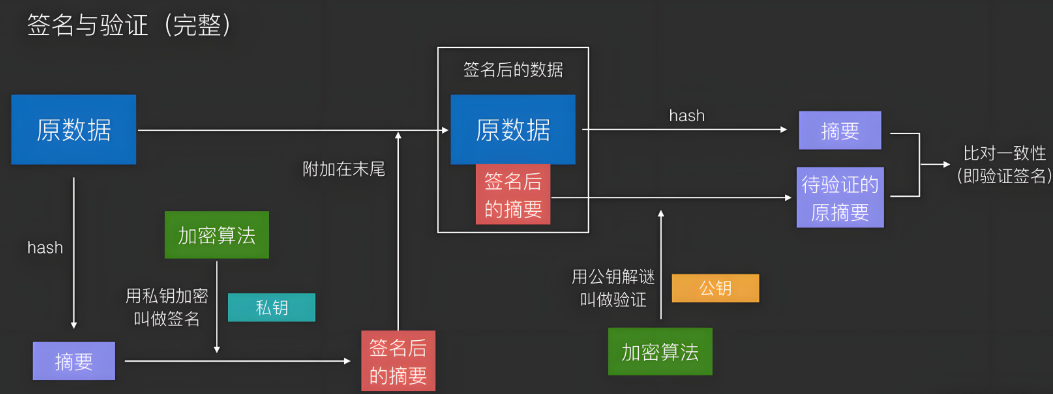 签名与验证（完整）
签名后的数据
原数据
原数据
hash
摘要
附加在末尾
签名后
的摘要
待验证的
原摘要
比对一致性
(即验证签名)
hash
加密算法
用私钥加密
叫做签名
私钥
用公钥解谜
叫做验证
公钥
摘要
签名后
的摘要
加密算法